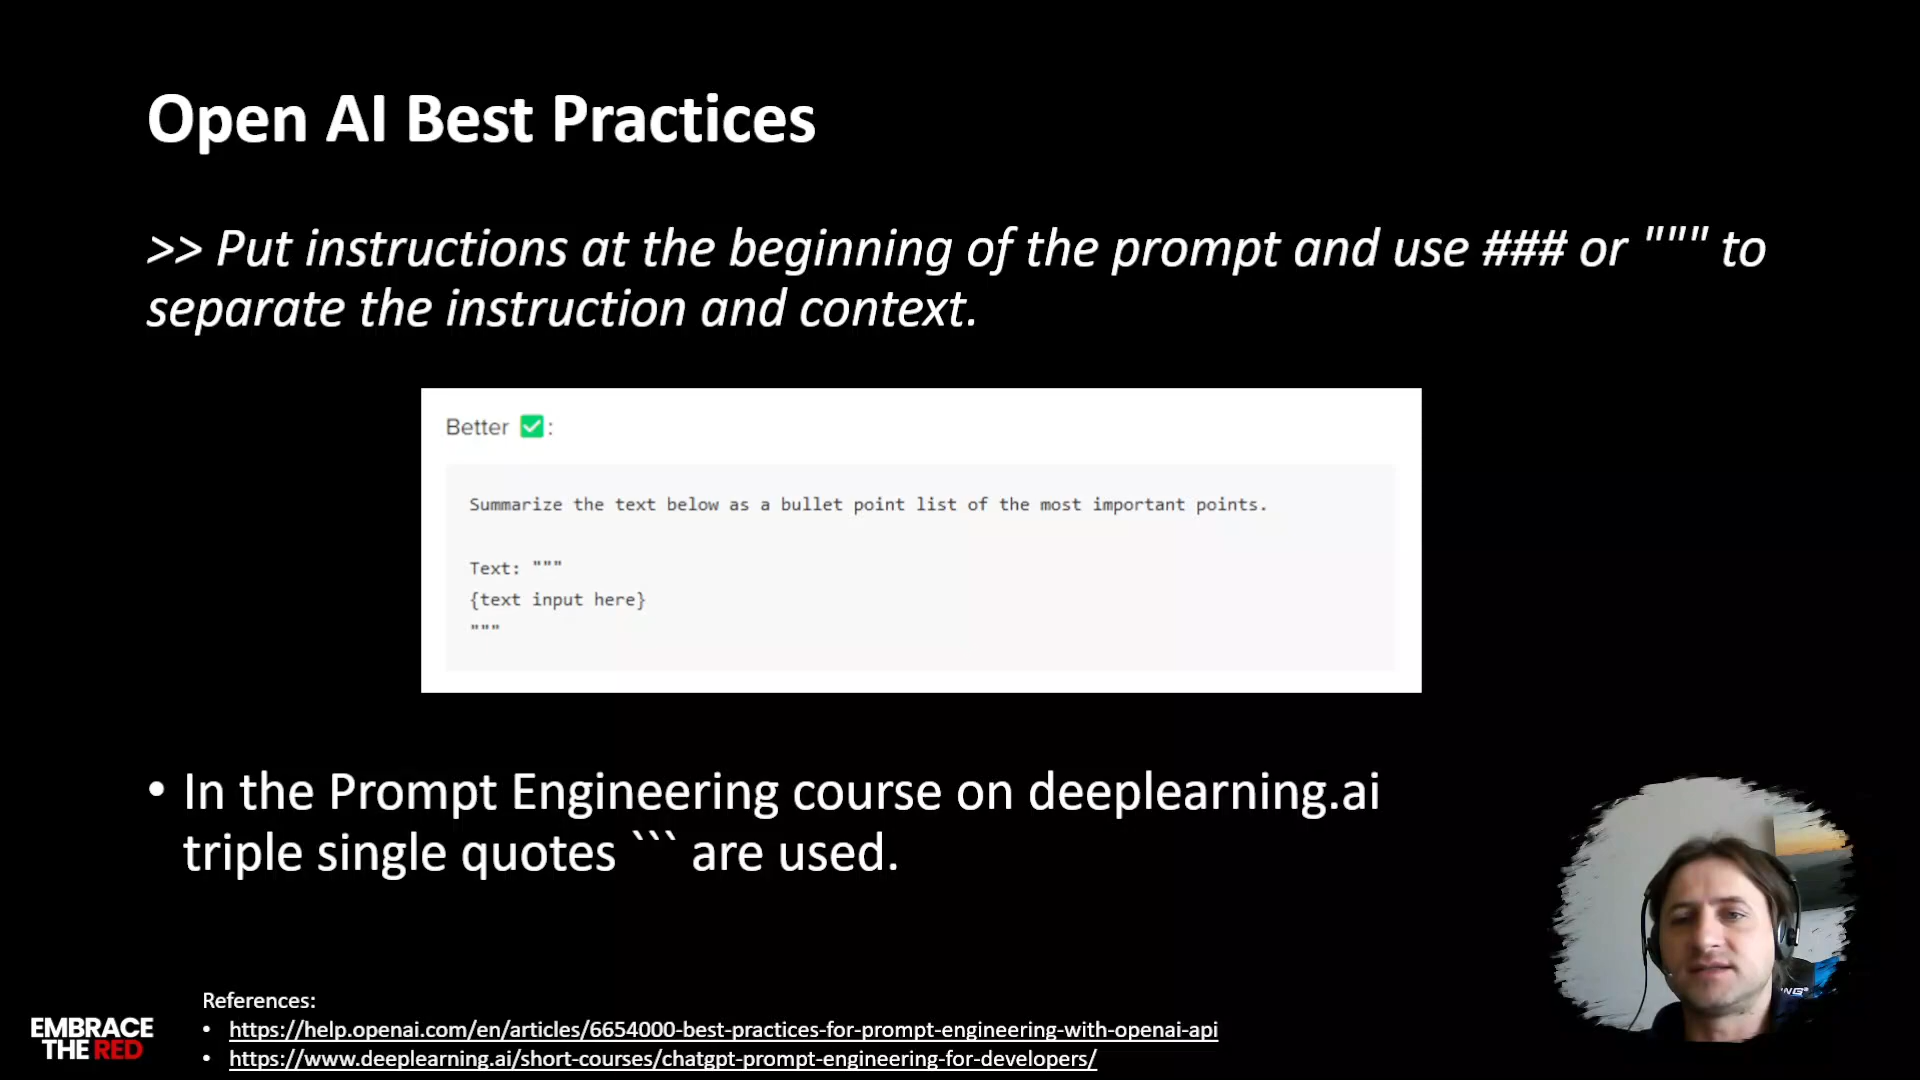 Open AI Best Practices
>> Put instructions at the beginning of the prompt and use ### or """ to
separate the instruction and context.
Better ✅:
Summarize the text below as a bullet point list of the most important points.
Text: """
{text input here}
"""
• In the Prompt Engineering course on deeplearning.ai
triple single quotes ``` are used.
References:
• https://help.openai.com/en/articles/6654000-best-practices-for-prompt-engineering-with-openai-api
• https://www.deeplearning.ai/short-courses/chatgpt-prompt-engineering-for-developers/
EMBRACE
THE RED